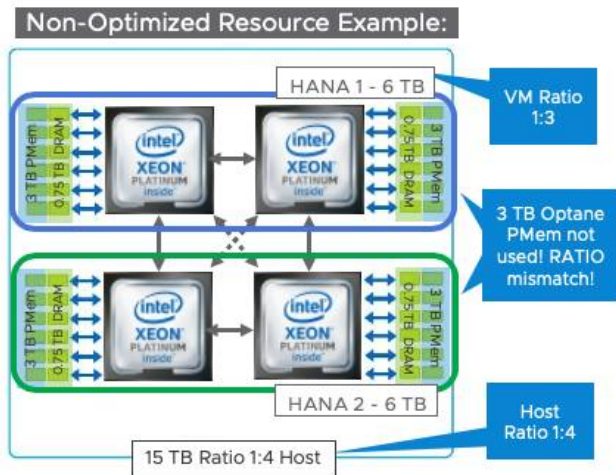 Non-Optimized Resource Example:
HANA 1 - 6 TB
VM Ratio
1:3
3 TB PMem
0.75 TB DRAM
intel
XEON
PLATINUM
inside
intel
XEON
PLATINUM
inside
0.75 TB DRAM
3 TB PMem
3 TB Optane
PMem not
used! RATIO
mismatch!
3 TB PMem
0.75 TB DRAM
intel
XEON
PLATINUM
inside
intel
XEON
PLATINUM
inside
0.75 TB DRAM
3 TB PMem
HANA 2 - 6 TB
Host
Ratio 1:4
15 TB Ratio 1:4 Host